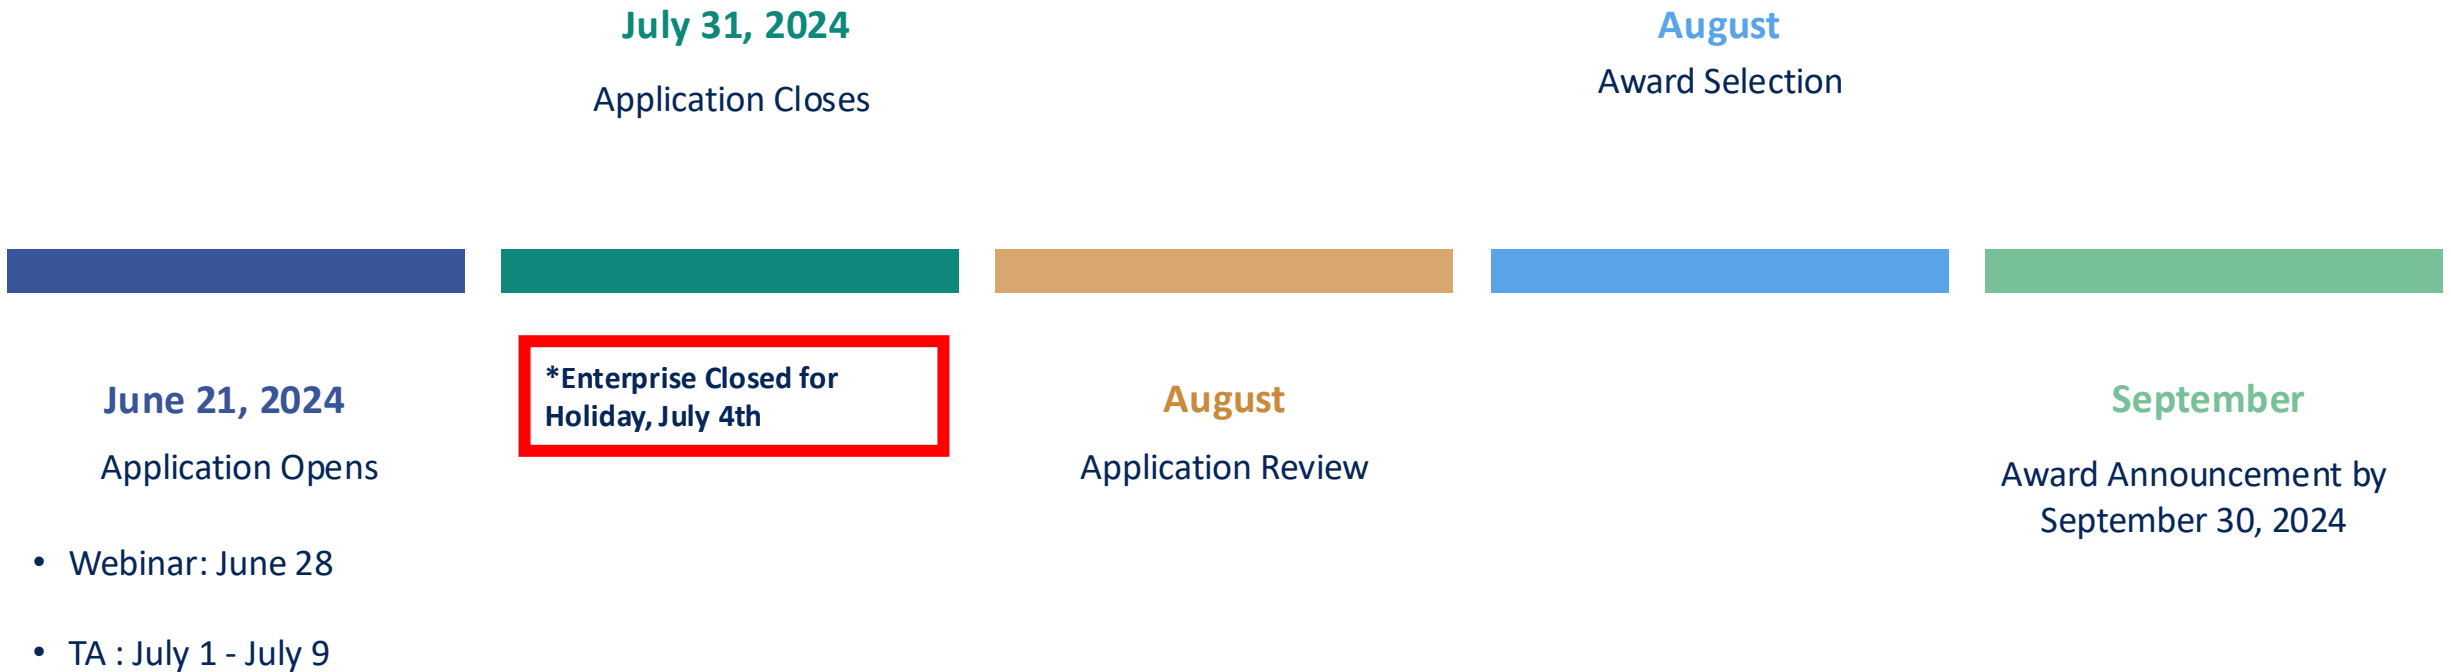 July 31, 2024
Application Closes
August
Award Selection
June 21, 2024
Application Opens
• Webinar: June 28
• TA : July 1 - July 9
*Enterprise Closed for
Holiday, July 4th
August
Application Review
September
Award Announcement by
September 30, 2024